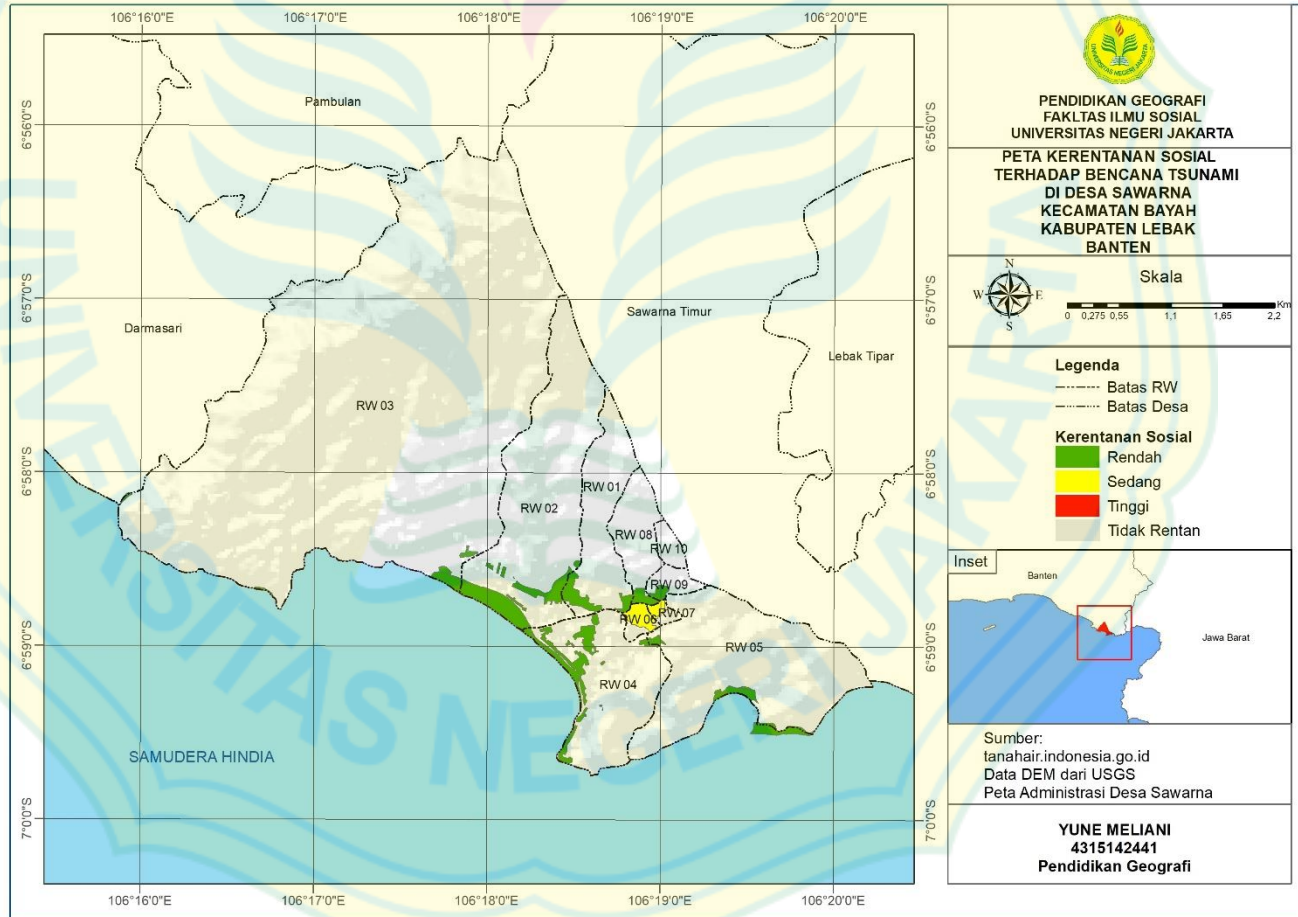 106°16'0"E
106°17'0"E
106°18'0"E
106°19'0"E
106°20'0"E
6°56'0"S
6°57'0"S
6°58'0"S
6°59'0"S
7°0'0"S
6°56'0"S
6°57'0"S
6°58'0"S
6°59'0"S
7°0'0"S
Pambulan
Darmasari
Sawarna Timur
Lebak Tipar
RW 03
RW 01
RW 02
RW 08
RW 10
RW 09
RW 07
RW 06
RW 05
RW 04
SAMUDERA HINDIA
106°16'0"E
106°17'0"E
106°18'0"E
106°19'0"E
106°20'0"E
UNIVERSITAS NEGERI JAKARTA
UNIVERSITAS NEGERI JAKARTA
PENDIDIKAN GEOGRAFI
FAKLTAS ILMU SOSIAL
UNIVERSITAS NEGERI JAKARTA
PETA KERENTANAN SOSIAL
TERHADAP BENCANA TSUNAMI
DI DESA SAWARNA
KECAMATAN BAYAH
KABUPATEN LEBAK
BANTEN
N
W E
S
Skala
Km
0 0,275 0,55 1,1 1,65 2,2
Legenda
Batas RW
Batas Desa
Kerentanan Sosial
Rendah
Sedang
Tinggi
Tidak Rentan
Inset
Banten
Jawa Barat
Sumber:
tanahair.indonesia.go.id
Data DEM dari USGS
Peta Administrasi Desa Sawarna
YUNE MELIANI
4315142441
Pendidikan Geografi